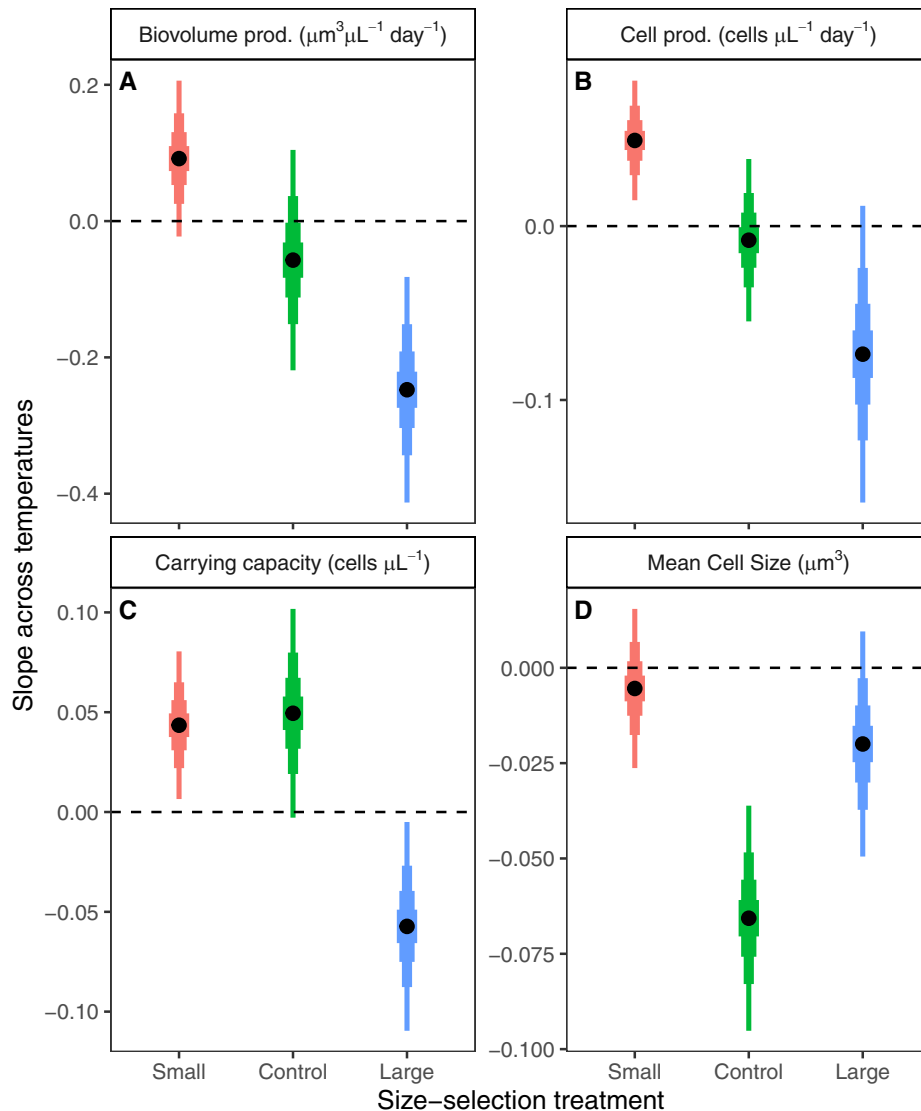 Biovolume prod. (μm³μL⁻¹ day⁻¹)
Cell prod. (cells μL⁻¹ day⁻¹)
A
B
0.2
0.0
−0.2
−0.4
0.0
−0.1
Slope across temperatures
Carrying capacity (cells μL⁻¹)
Mean Cell Size (μm³)
C
D
0.10
0.05
0.00
−0.05
−0.10
0.000
−0.025
−0.050
−0.075
−0.100
Small Control Large
Small Control Large
Size−selection treatment